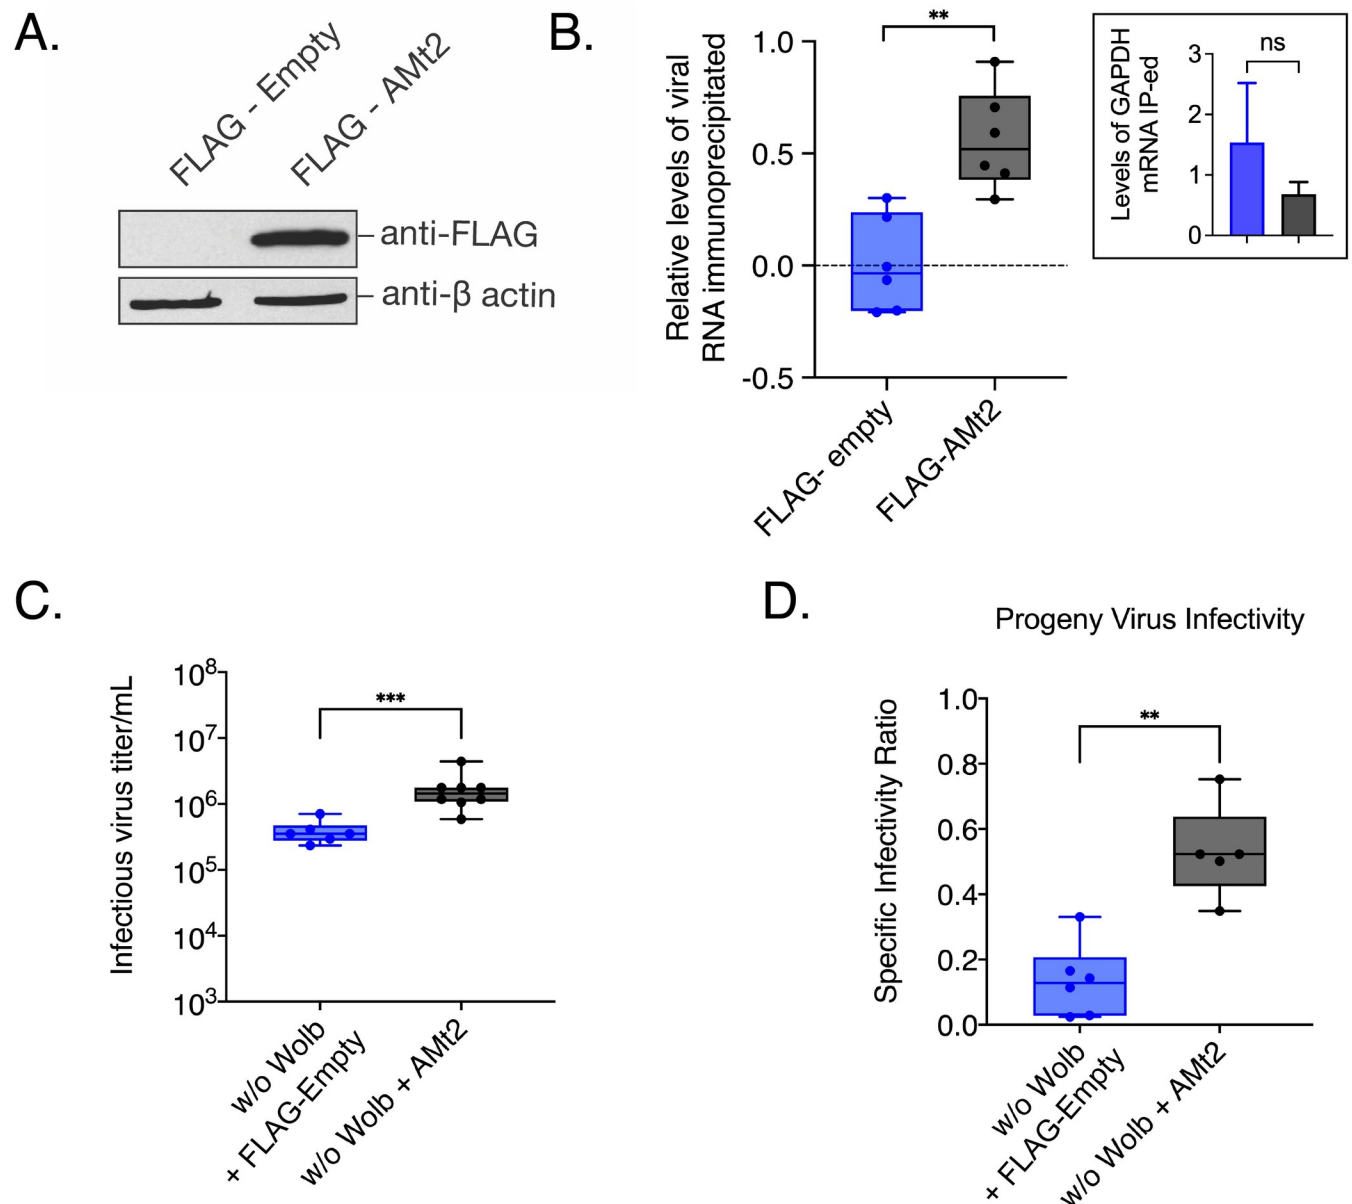 A.
FLAG - Empty
FLAG - AMt2
anti-FLAG
anti-β actin
B.
Relative levels of viral
RNA immunoprecipitated
1.0
0.5
0.0
-0.5
**
FLAG- empty
FLAG-AMt2
Levels of GAPDH
mRNA IP-ed
3
2
1
0
ns
C.
Infectious virus titer/mL
10⁸
10⁷
10⁶
10⁵
10⁴
10³
***
w/o Wolb
+ FLAG-Empty
w/o Wolb + AMt2
D.
Progeny Virus Infectivity
Specific Infectivity Ratio
1.0
0.8
0.6
0.4
0.2
0.0
**
w/o Wolb
+ FLAG-Empty
w/o Wolb + AMt2